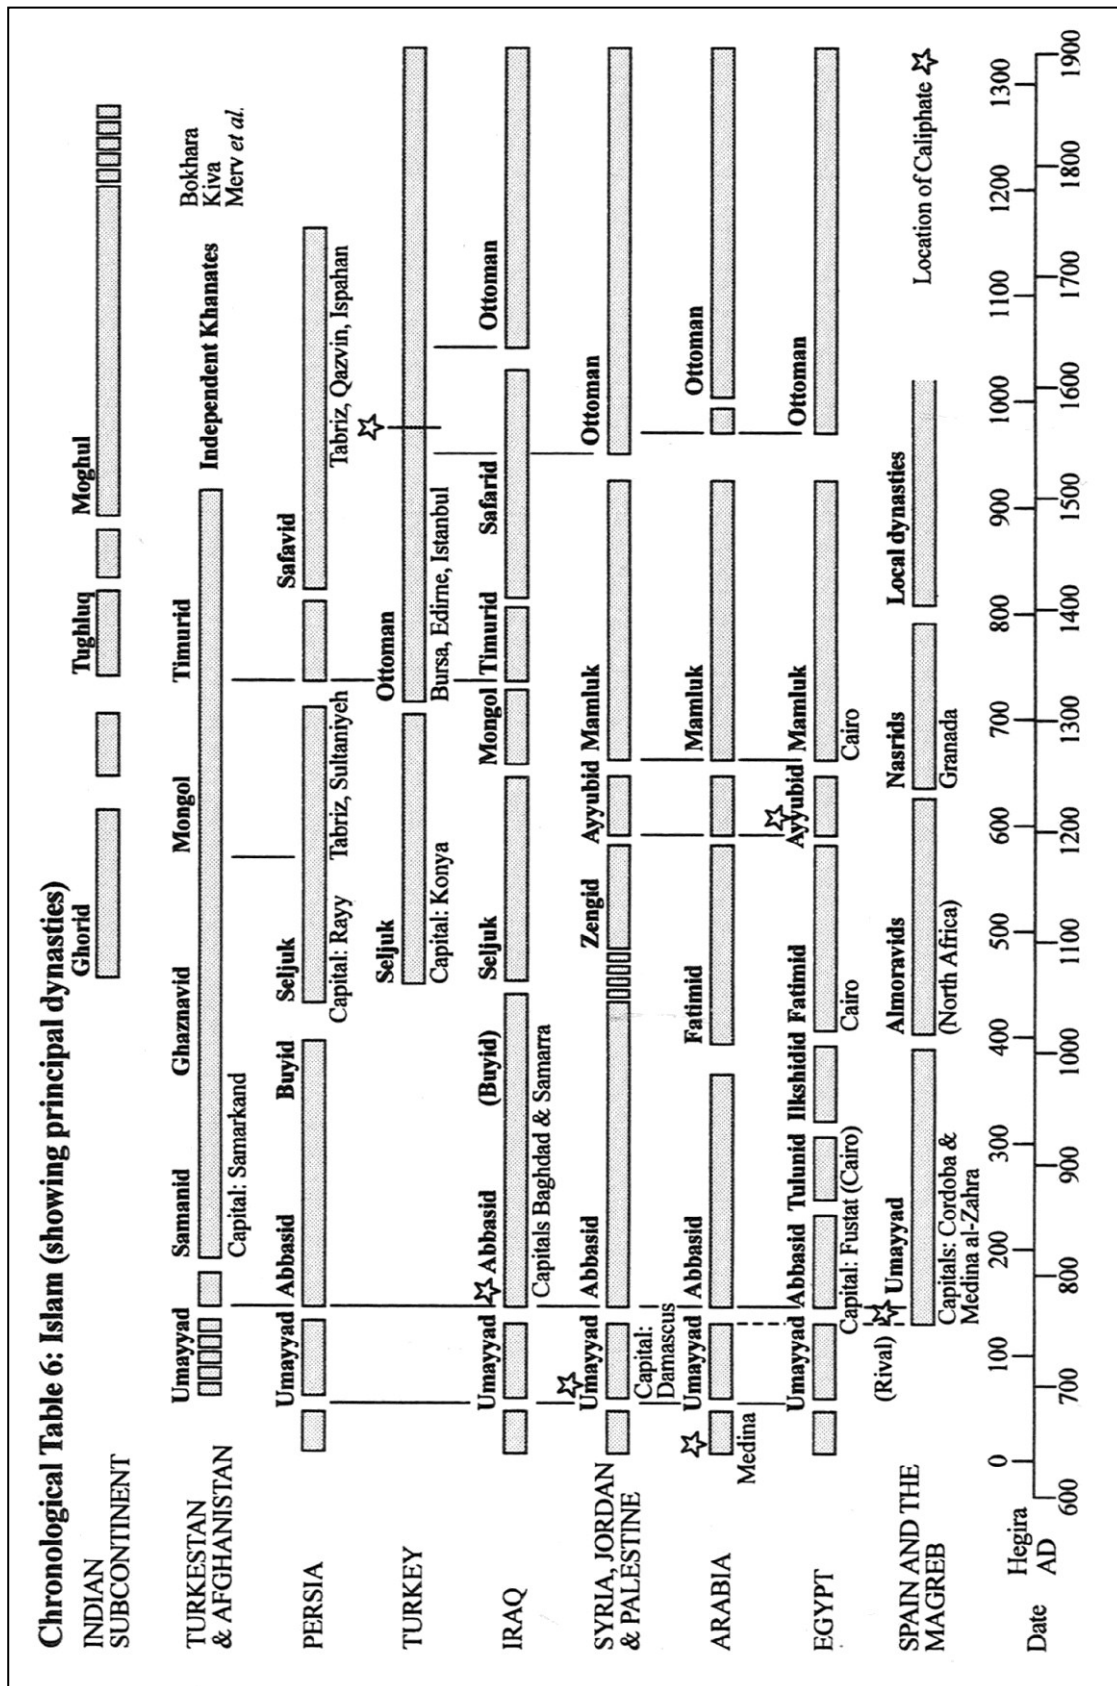 Chronological Table 6: Islam (showing principal dynasties)
INDIAN
SUBCONTINENT
Ghorid
Tughluq
Moghul
TURKESTAN
& AFGHANISTAN
Umayyad
Samanid
Ghaznavid
Mongol
Timurid
Independent Khanates
Bokhara
Kiva
Merv et al.
Capital: Samarkand
PERSIA
Umayyad
Abbasid
Buyid
Seljuk
Safavid
Capital: Rayy
Tabriz, Sultaniyeh
Tabriz, Qazvin, Ispahan
TURKEY
Seljuk
Ottoman
Capital: Konya
Bursa, Edirne, Istanbul
IRAQ
Umayyad
Abbasid
(Buyid)
Seljuk
Mongol
Timurid
Safarid
Ottoman
Capitals Baghdad & Samarra
SYRIA, JORDAN
& PALESTINE
Umayyad
Abbasid
Zengid
Ayyubid
Mamluk
Ottoman
Capital:
Damascus
ARABIA
Umayyad
Abbasid
Fatimid
Mamluk
Ottoman
Medina
EGYPT
Umayyad
Abbasid
Tulunid
Ilkshidid
Fatimid
Ayyubid
Mamluk
Ottoman
Capital: Fustat (Cairo)
Cairo
Cairo
SPAIN AND THE
MAGREB
(Rival)
Umayyad
Almoravids
Nasrids
Local dynasties
Location of Caliphate
Capitals: Cordoba &
Medina al-Zahra
(North Africa)
Granada
Hegira
0 100 200 300 400 500 600 700 800 900 1000 1100 1200 1300
Date AD
600 700 800 900 1000 1100 1200 1300 1400 1500 1600 1700 1800 1900